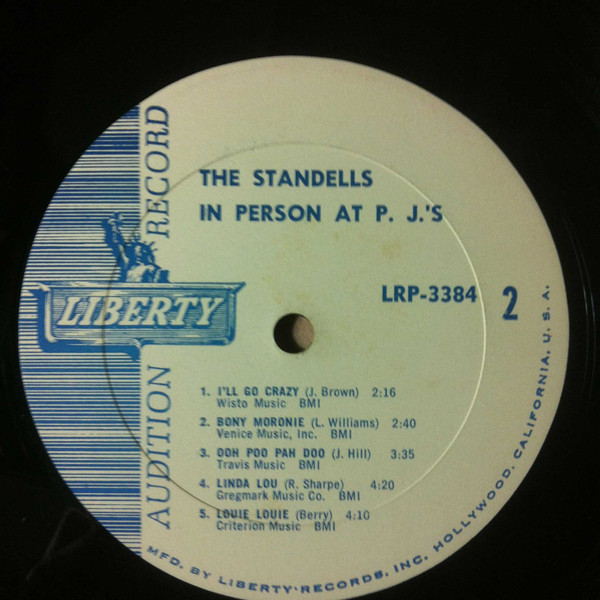 THE STANDELLS
IN PERSON AT P. J.'S
AUDITION RECORD
LIBERTY
LRP-3384 2
1. I'LL GO CRAZY (J. Brown) 2:16
Wisto Music BMI
2. BONY MORONIE (L. Williams) 2:40
Venice Music, Inc. BMI
3. OOH POO PAH DOO (J. Hill) 3:35
Travis Music BMI
4. LINDA LOU (R. Sharpe) 4:20
Gregmark Music Co. BMI
5. LOUIE LOUIE (Berry) 4:10
Criterion Music BMI
MFD. BY LIBERTY RECORDS, INC. HOLLYWOOD, CALIFORNIA, U. S. A.